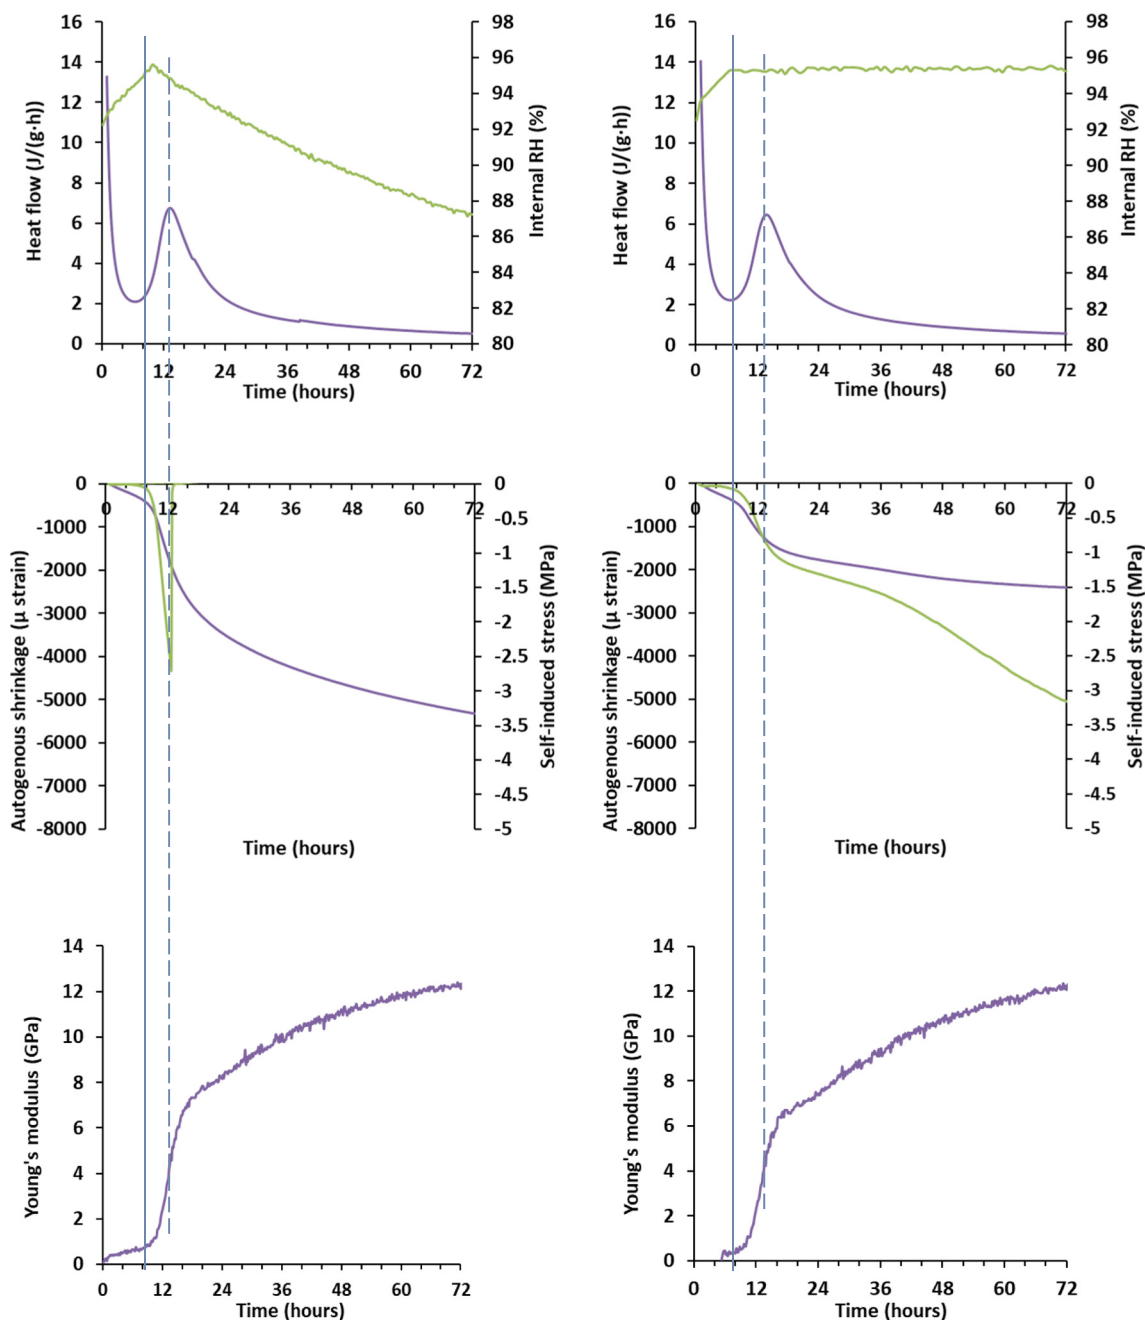 16 98
14 96
12 94
10 92
8 90
6 88
4 86
2 84
0 82
80
0 12 24 36 48 60 72
Heat flow (J/(g·h))
Internal RH (%)
Time (hours)
16 98
14 96
12 94
10 92
8 90
6 88
4 86
2 84
0 82
80
0 12 24 36 48 60 72
Heat flow (J/(g·h))
Internal RH (%)
Time (hours)
0 0
0 12 24 36 48 60 72
-1000 -0.5
-2000 -1
-3000 -1.5
-4000 -2
-5000 -2.5
-6000 -3
-7000 -3.5
-8000 -4
-4.5
-5
Autogenous shrinkage (μ strain)
Self-induced stress (MPa)
Time (hours)
0 0
0 12 24 36 48 60 72
-1000 -0.5
-2000 -1
-3000 -1.5
-4000 -2
-5000 -2.5
-6000 -3
-7000 -3.5
-8000 -4
-4.5
-5
Autogenous shrinkage (μ strain)
Self-induced stress (MPa)
Time (hours)
14
12
10
8
6
4
2
0
0 12 24 36 48 60 72
Young's modulus (GPa)
Time (hours)
14
12
10
8
6
4
2
0
0 12 24 36 48 60 72
Young's modulus (GPa)
Time (hours)